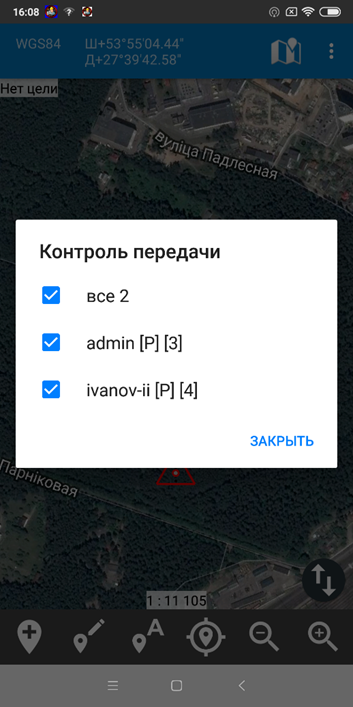 16:08
WGS84
Ш+53°55'04.44"
Д+27°39'42.58"
Нет цели
вуліца Падлесная
Контроль передачи
все 2
admin [P] [3]
ivanov-ii [P] [4]
ЗАКРЫТЬ
Парніковая
1 : 11 105
A